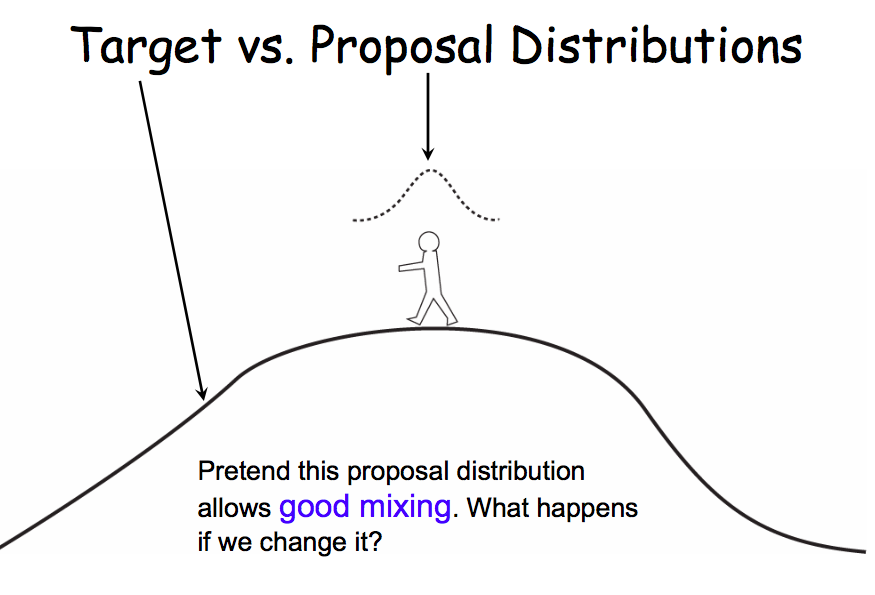 Target vs. Proposal Distributions
Pretend this proposal distribution
allows good mixing. What happens
if we change it?